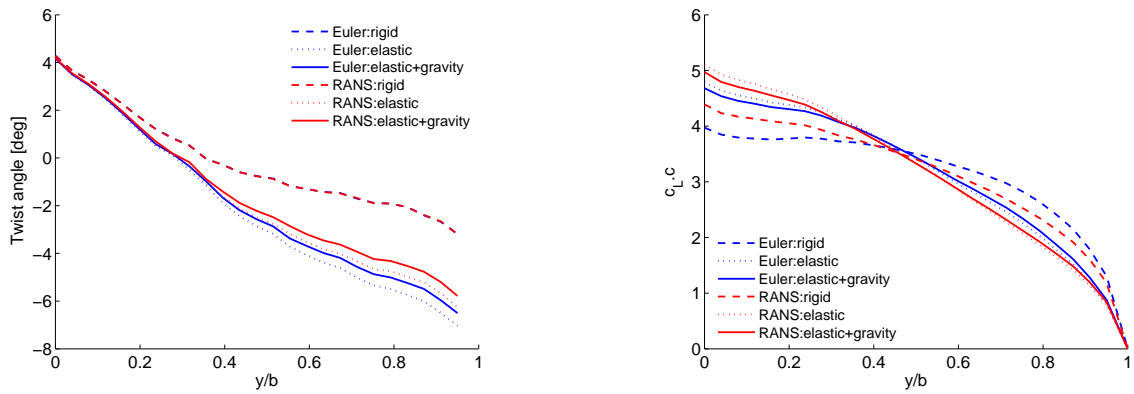 6
4
2
0
−2
−4
−6
−8
Twist angle [deg]
0
0.2
0.4
0.6
0.8
1
y/b
Euler:rigid
Euler:elastic
Euler:elastic+gravity
RANS:rigid
RANS:elastic
RANS:elastic+gravity
6
5
4
3
2
1
0
c_L.c
0
0.2
0.4
0.6
0.8
1
y/b
Euler:rigid
Euler:elastic
Euler:elastic+gravity
RANS:rigid
RANS:elastic
RANS:elastic+gravity